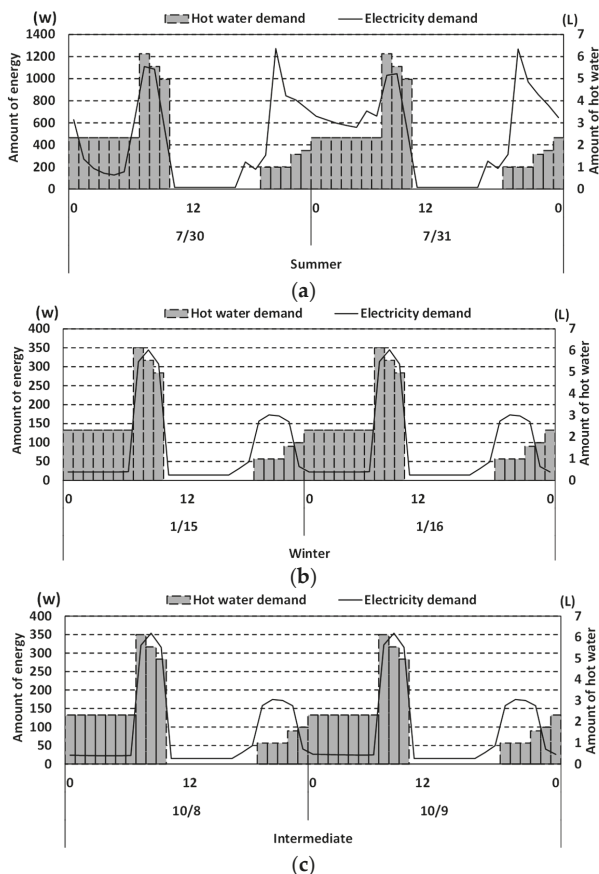 (w)
Hot water demand
Electricity demand
(L)
Amount of energy
1400
1200
1000
800
600
400
200
0
7
6
5
4
3
2
1
0
Amount of hot water
0
12
0
12
0
7/30
7/31
Summer
(a)
(w)
Hot water demand
Electricity demand
(L)
Amount of energy
400
350
300
250
200
150
100
50
0
7
6
5
4
3
2
1
0
Amount of hot water
0
12
0
12
0
1/15
1/16
Winter
(b)
(w)
Hot water demand
Electricity demand
(L)
Amount of energy
400
350
300
250
200
150
100
50
0
7
6
5
4
3
2
1
0
Amount of hot water
0
12
0
12
0
10/8
10/9
Intermediate
(c)